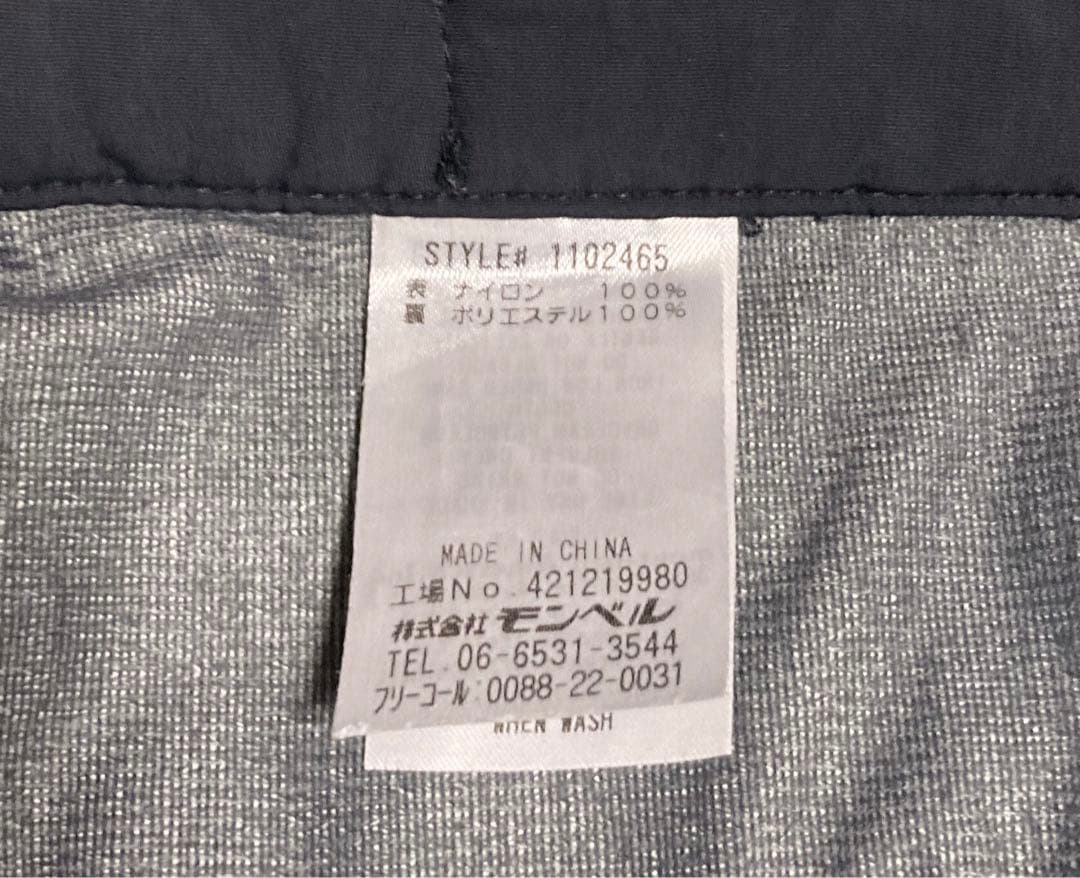 STYLE# 1102465
表 ナイロン 100%
裏 ポリエステル100%
MADE IN CHINA
工場No.421219980
株式会社 モンベル
TEL.06-6531-3544
フリーコール:0088-22-0031
WASH